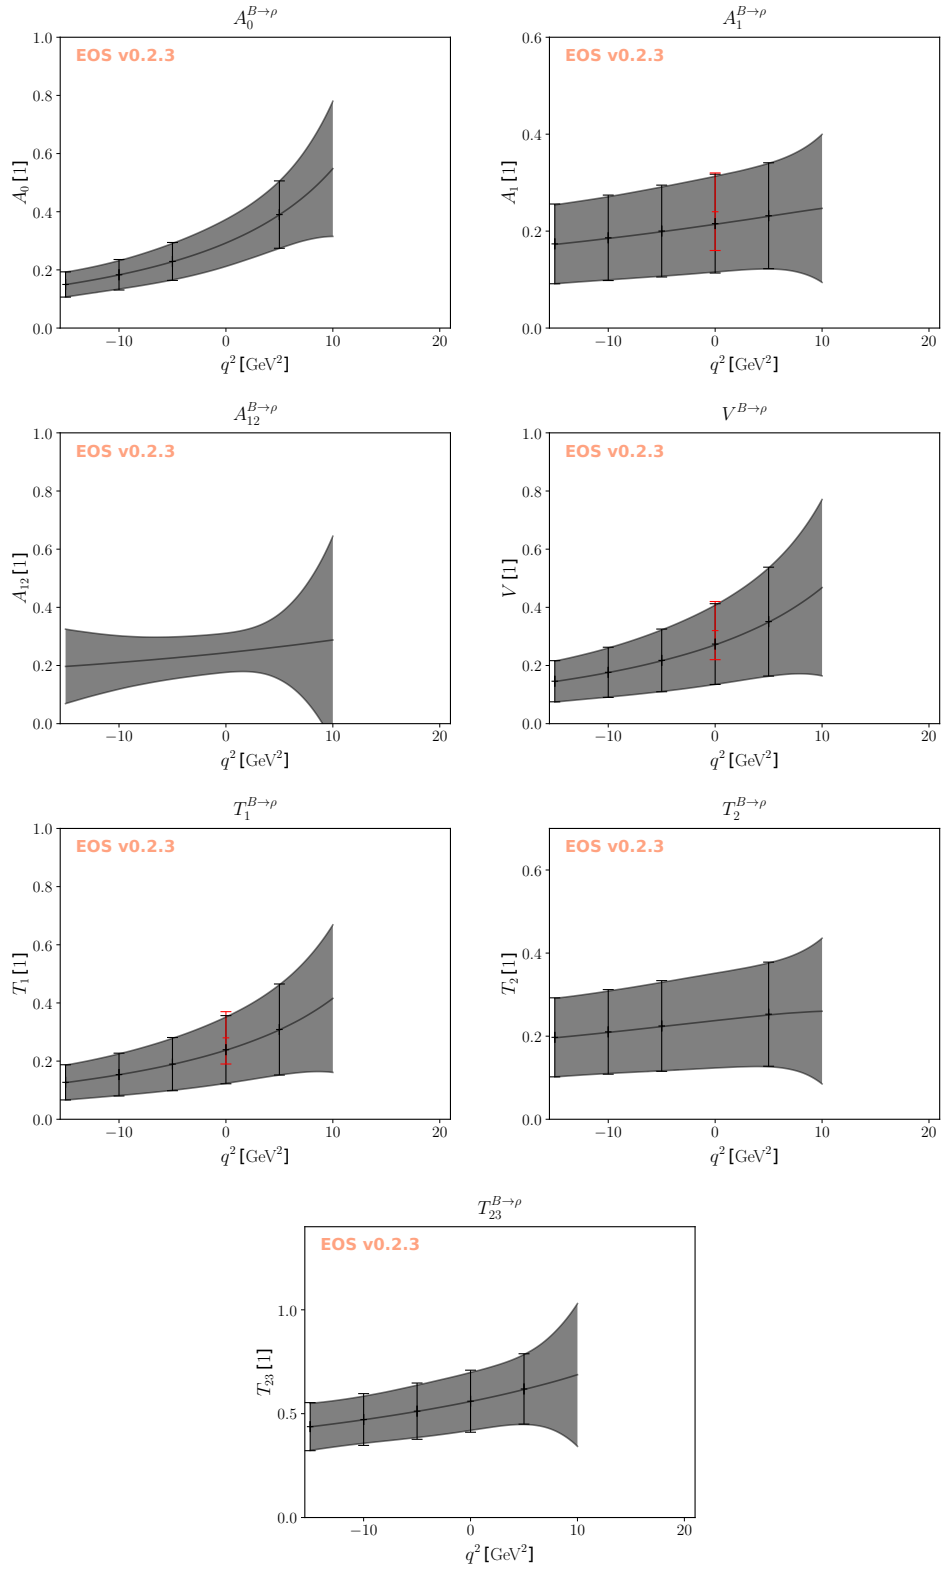 A_0^{B→ρ}
EOS v0.2.3
A_0 [1]
1.0
0.8
0.6
0.4
0.2
0.0
−10 0 10 20
q^2 [GeV^2]
A_1^{B→ρ}
EOS v0.2.3
A_1 [1]
0.6
0.4
0.2
0.0
−10 0 10 20
q^2 [GeV^2]
A_{12}^{B→ρ}
EOS v0.2.3
A_{12} [1]
1.0
0.8
0.6
0.4
0.2
0.0
−10 0 10 20
q^2 [GeV^2]
V^{B→ρ}
EOS v0.2.3
V [1]
1.0
0.8
0.6
0.4
0.2
0.0
−10 0 10 20
q^2 [GeV^2]
T_1^{B→ρ}
EOS v0.2.3
T_1 [1]
1.0
0.8
0.6
0.4
0.2
0.0
−10 0 10 20
q^2 [GeV^2]
T_2^{B→ρ}
EOS v0.2.3
T_2 [1]
0.6
0.4
0.2
0.0
−10 0 10 20
q^2 [GeV^2]
T_{23}^{B→ρ}
EOS v0.2.3
T_{23} [1]
1.0
0.5
0.0
−10 0 10 20
q^2 [GeV^2]